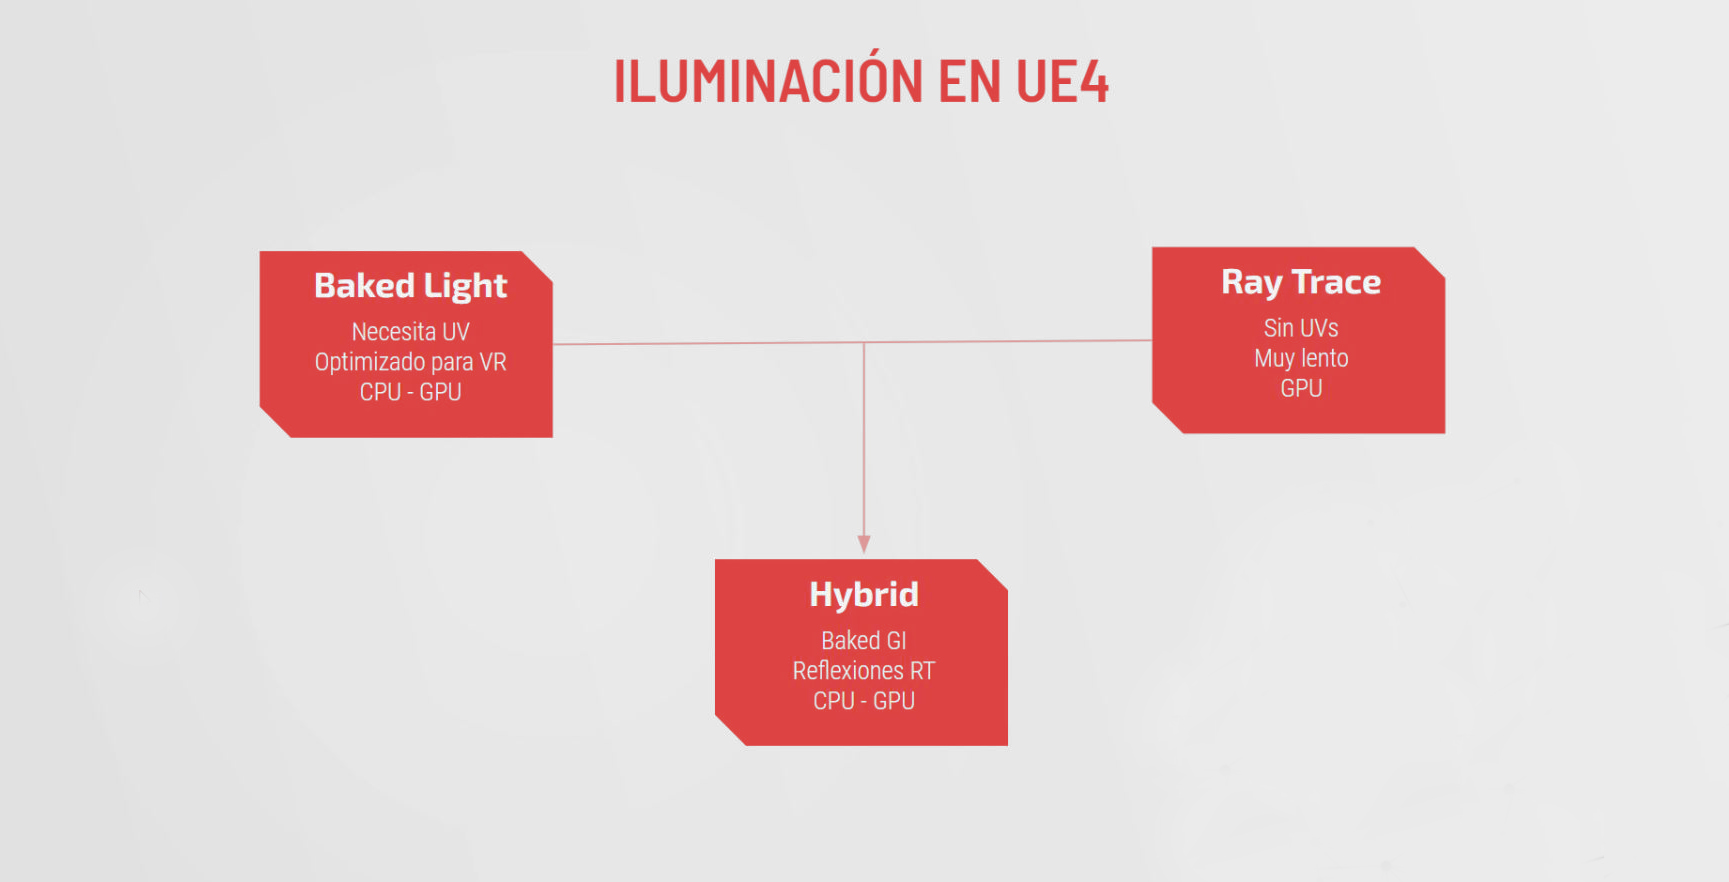 ILUMINACIÓN EN UE4
Baked Light
Necesita UV
Optimizado para VR
CPU - GPU
Ray Trace
Sin UVs
Muy lento
GPU
Hybrid
Baked GI
Reflexiones RT
CPU - GPU